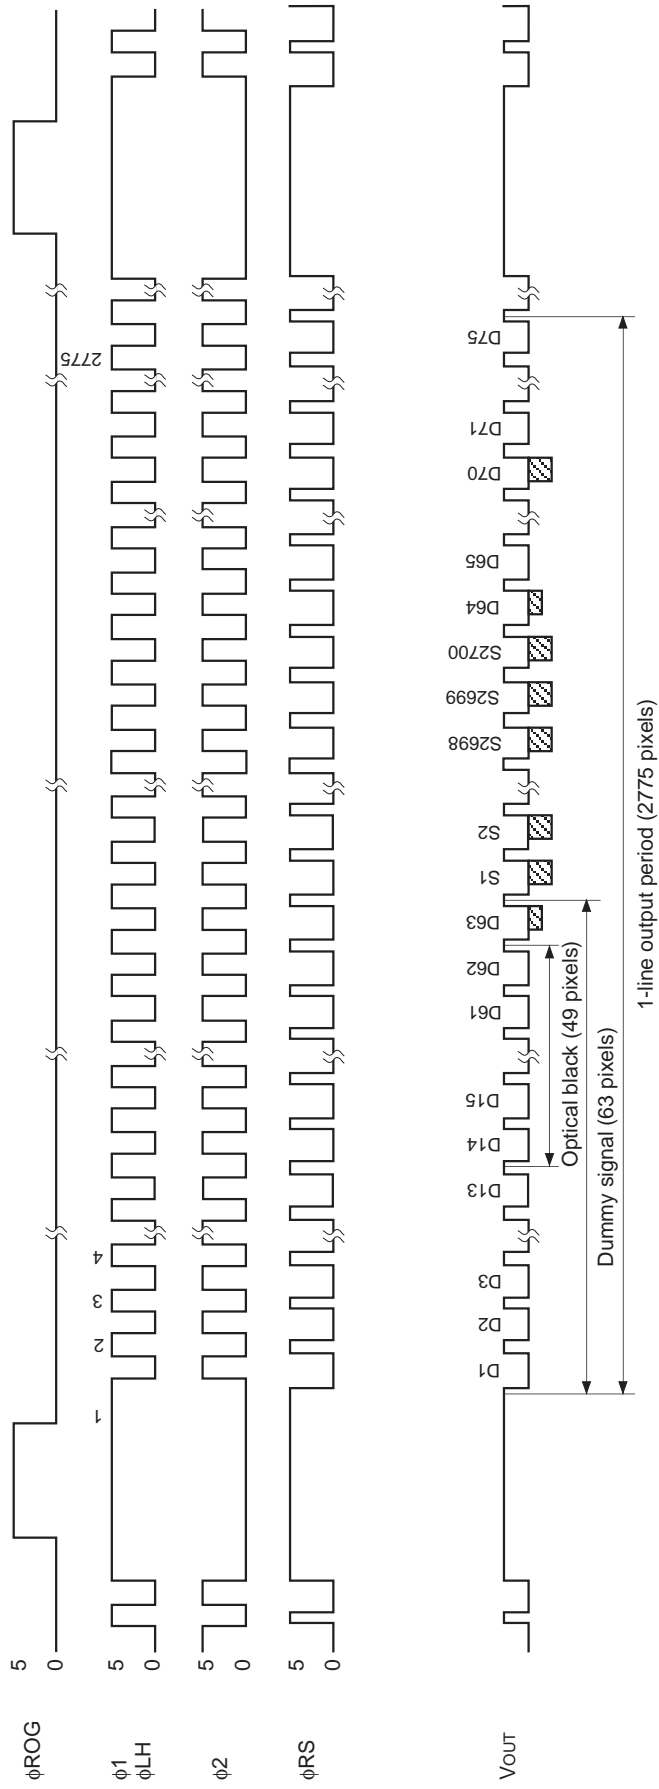 φROG
5
0
φ1
φLH
5
0
φ2
5
0
φRS
5
0
VOUT
1
2
3
4
2775
D1
D2
D3
D13
D14
D15
D61
D62
D63
S1
S2
S2698
S2699
S2700
D64
D65
D70
D71
D75
Optical black (49 pixels)
Dummy signal (63 pixels)
1-line output period (2775 pixels)